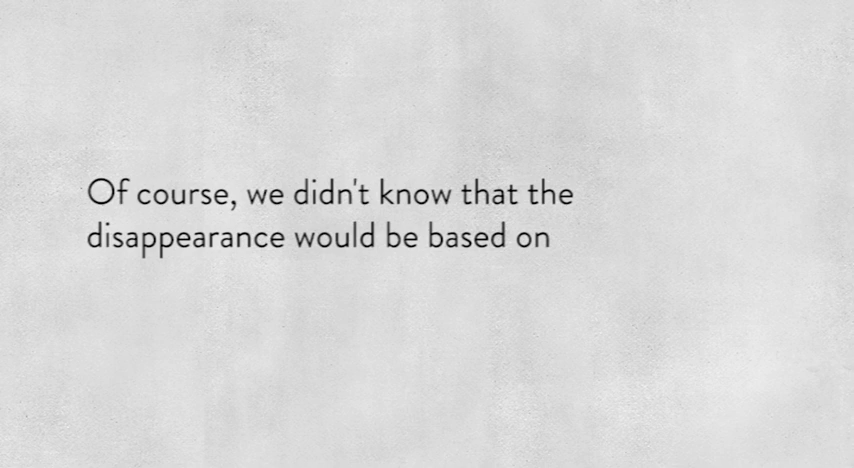 Of course, we didn't know that the
disappearance would be based on